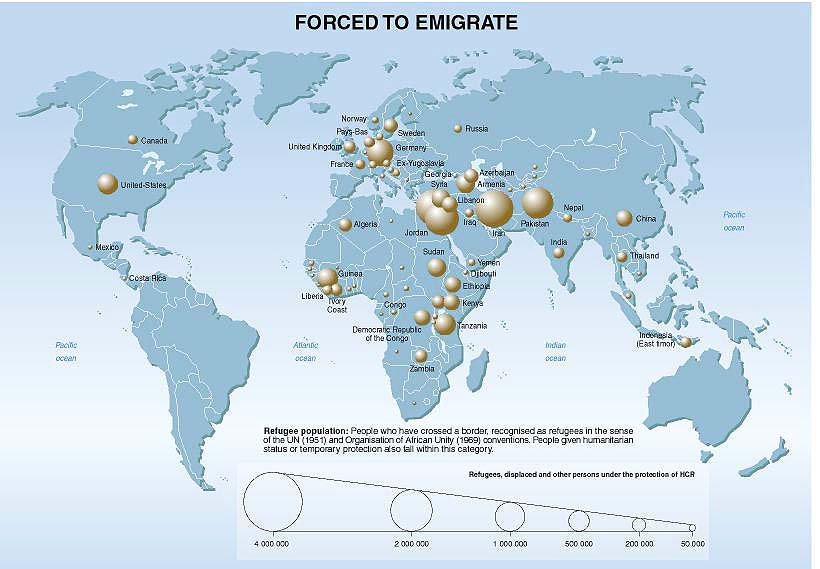 FORCED TO EMIGRATE
Norway
Pays-Bas
Sweden
Russia
Canada
United Kingdom
Germany
France
Ex-Yugoslavia
Georgia
Azerbaijan
United-States
Syria
Armenia
Lebanon
Algeria
Jordan
Iraq
Iran
Pakistan
Nepal
China
Pacific
ocean
Mexico
Sudan
India
Thailand
Yemen
Costa Rica
Guinea
Djibouti
Ethiopia
Liberia
Ivory
Coast
Congo
Kenya
Tanzania
Democratic Republic
of the Congo
Indonesia
(East timor)
Pacific
ocean
Atlantic
ocean
Indian
ocean
Zambia
Refugee population: People who have crossed a border, recognised as refugees in the sense
of the UN (1951) and Organisation of African Unity (1969) conventions. People given humanitarian
status or temporary protection also fall within this category.
Refugees, displaced and other persons under the protection of HCR
4 000 000
2 000 000
1 000 000
500 000
200 000
50 000